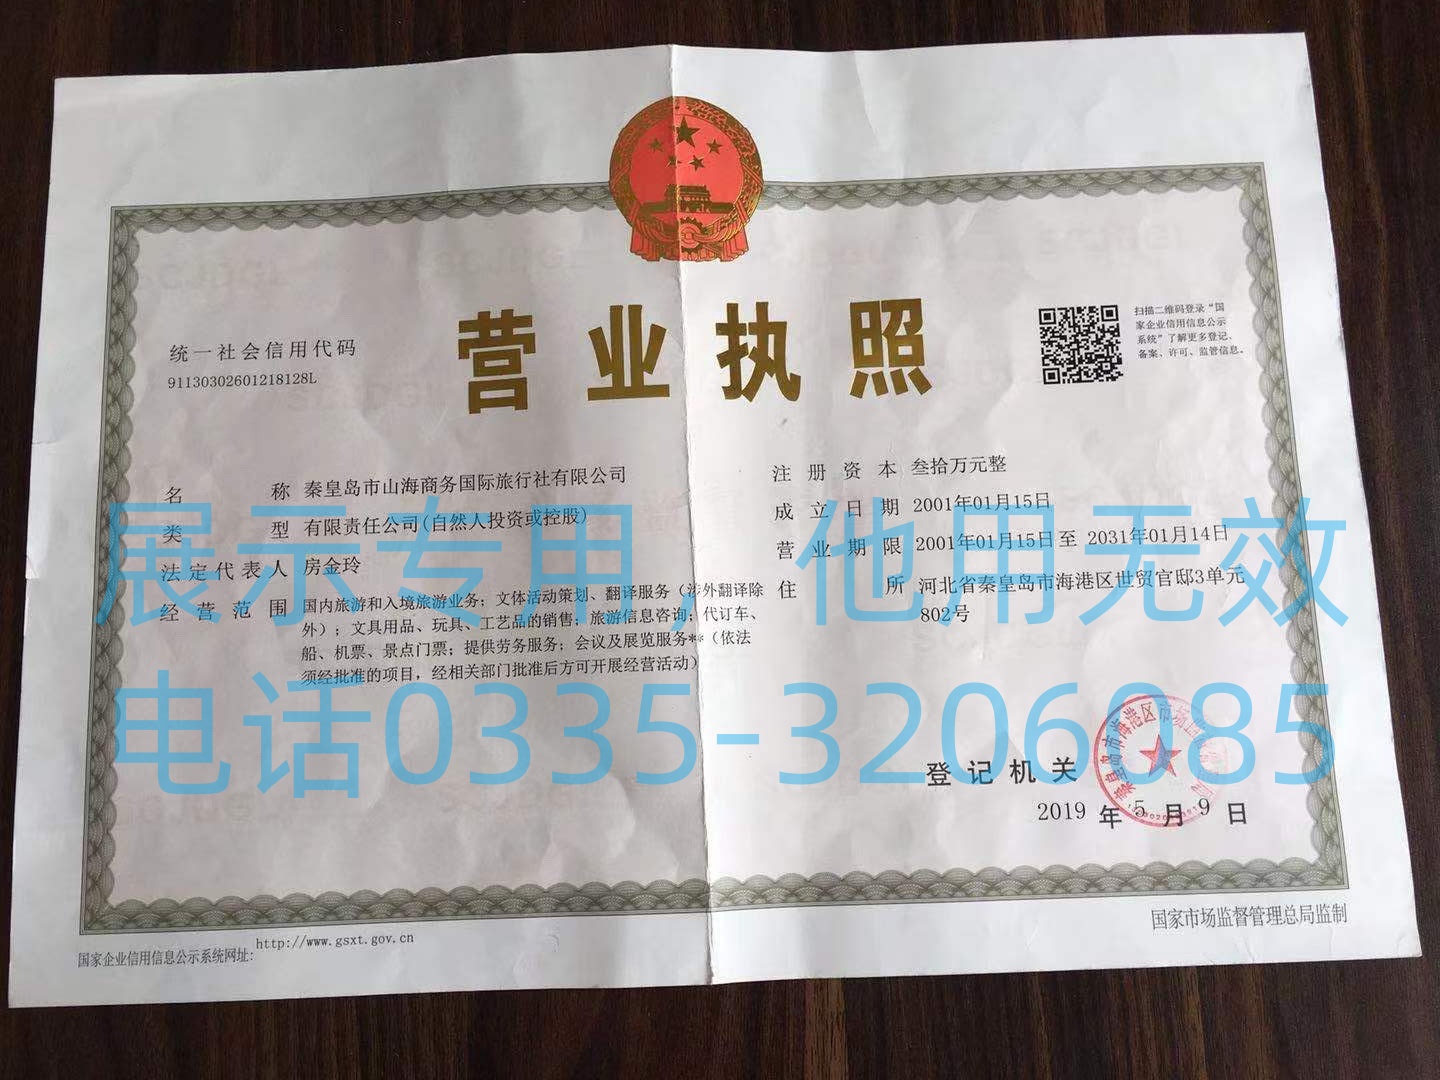 营业执照
统一社会信用代码
91130302601218128L
扫描二维码登录“国
家企业信用信息公示
系统”了解更多登记、
备案、许可、监管信息。
名称 秦皇岛市山海商务国际旅行社有限公司
类型 有限责任公司(自然人投资或控股)
法定代表人 房金玲
经营范围 国内旅游和入境旅游业务；文体活动策划、翻译服务（涉外翻译除
外）；文具用品、玩具、工艺品的销售；旅游信息咨询；代订车、
船、机票、景点门票；提供劳务服务；会议及展览服务**（依法
须经批准的项目，经相关部门批准后方可开展经营活动）
注册资本 叁拾万元整
成立日期 2001年01月15日
营业期限 2001年01月15日至 2031年01月14日
住所 河北省秦皇岛市海港区世贸官邸3单元
802号
展示专用，他用无效
电话0335-3206085
登记机关
秦皇岛市海港区市场监
2019 年 5 月 9 日
国家企业信用信息公示系统网址: http://www.gsxt.gov.cn
国家市场监督管理总局监制